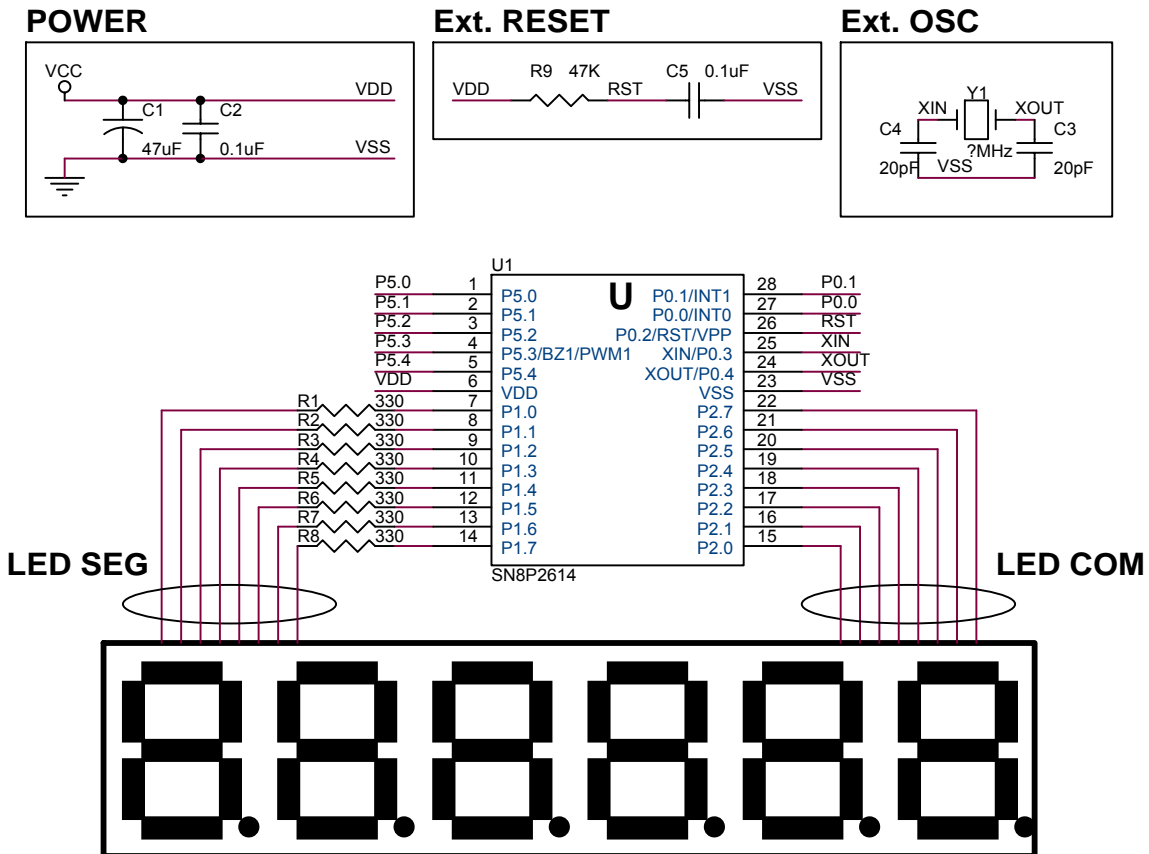 POWER
Ext. RESET
Ext. OSC
VCC
VDD
C1
C2
47uF
0.1uF
VSS
VDD
R9
47K
RST
C5
0.1uF
VSS
Y1
XIN
XOUT
C4
C3
?MHz
20pF
VSS
20pF
U1
U
P5.0 1 P5.0
P5.1 2 P5.1
P5.2 3 P5.2
P5.3 4 P5.3/BZ1/PWM1
P5.4 5 P5.4
VDD 6 VDD
R1 330 7 P1.0
R2 330 8 P1.1
R3 330 9 P1.2
R4 330 10 P1.3
R5 330 11 P1.4
R6 330 12 P1.5
R7 330 13 P1.6
R8 330 14 P1.7
P0.1/INT1 28 P0.1
P0.0/INT0 27 P0.0
P0.2/RST/VPP 26 RST
XIN/P0.3 25 XIN
XOUT/P0.4 24 XOUT
VSS 23 VSS
P2.7 22
P2.6 21
P2.5 20
P2.4 19
P2.3 18
P2.2 17
P2.1 16
P2.0 15
SN8P2614
LED SEG
LED COM